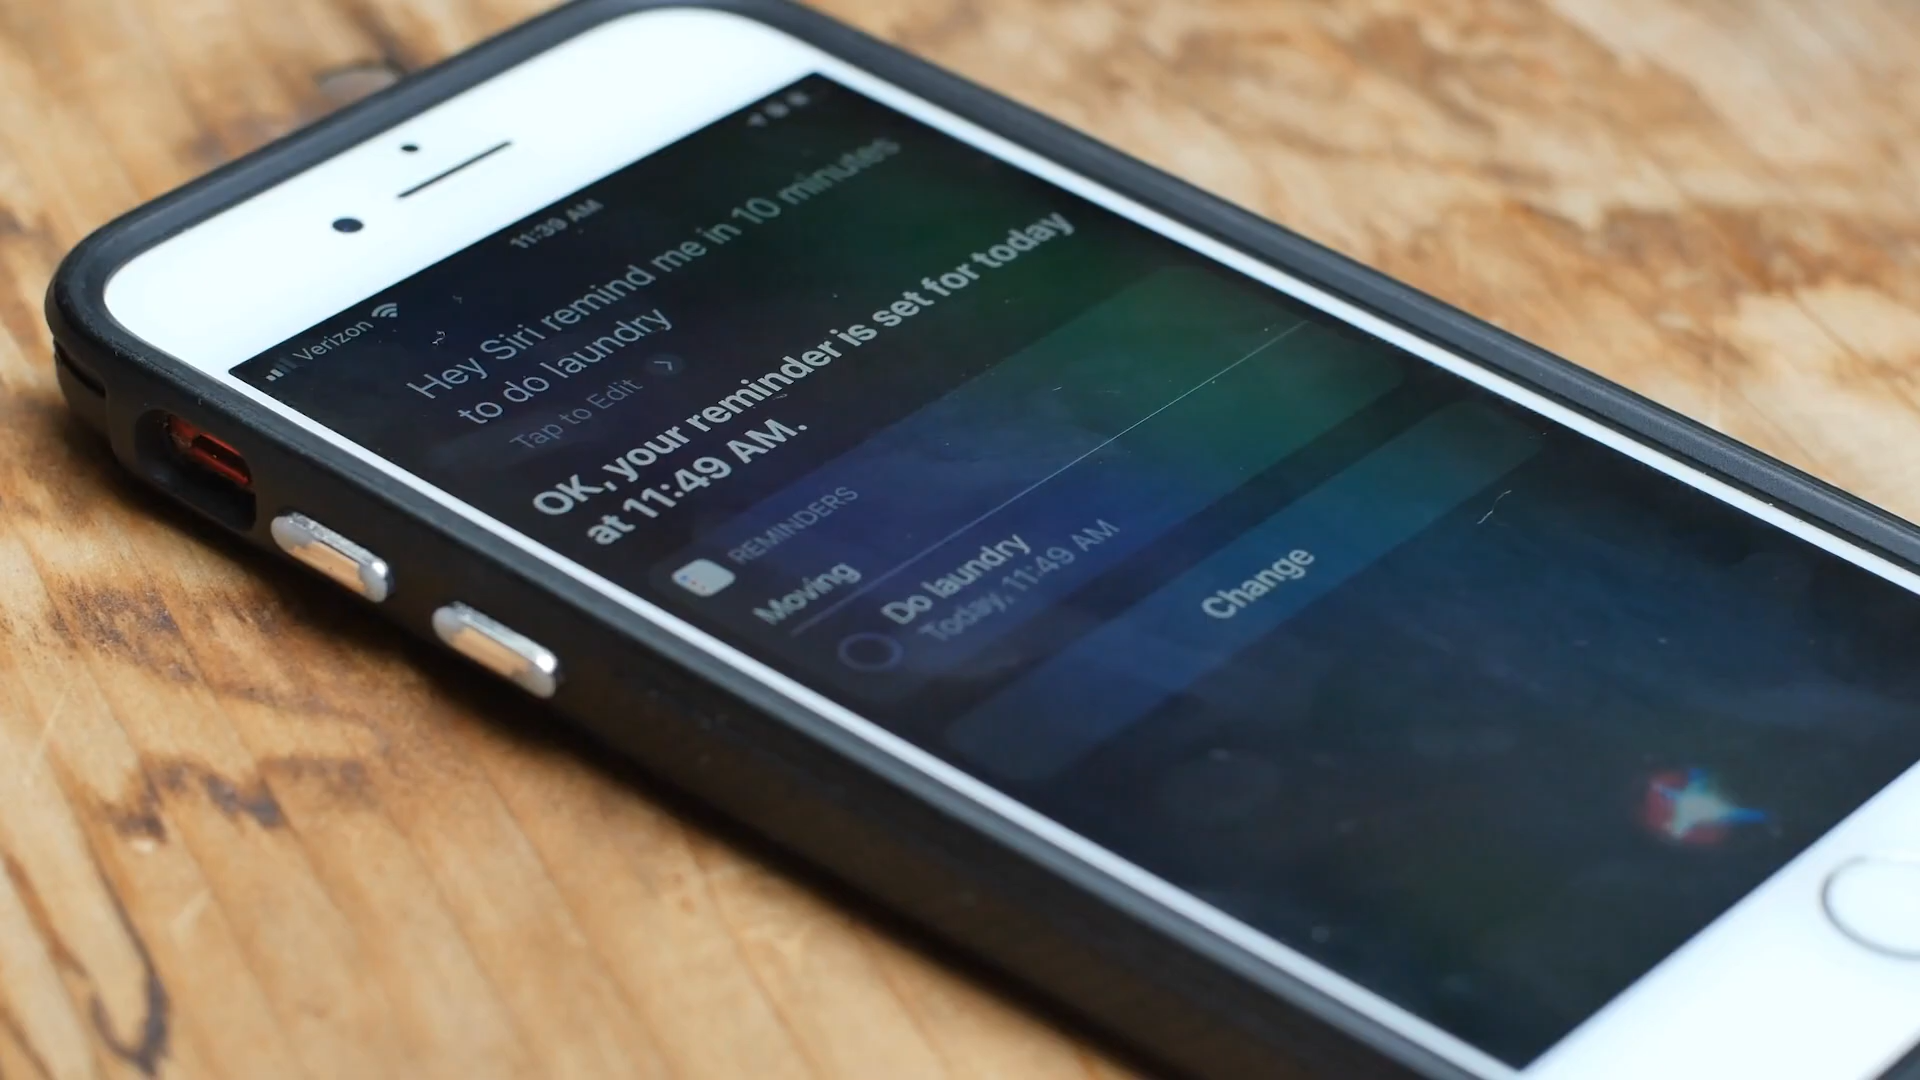 Verizon 11:39 AM
Hey Siri remind me in 10 minutes
to do laundry
Tap to Edit
OK, your reminder is set for today
at 11:49 AM.
REMINDERS
Moving
Do laundry
Today, 11:49 AM
Change